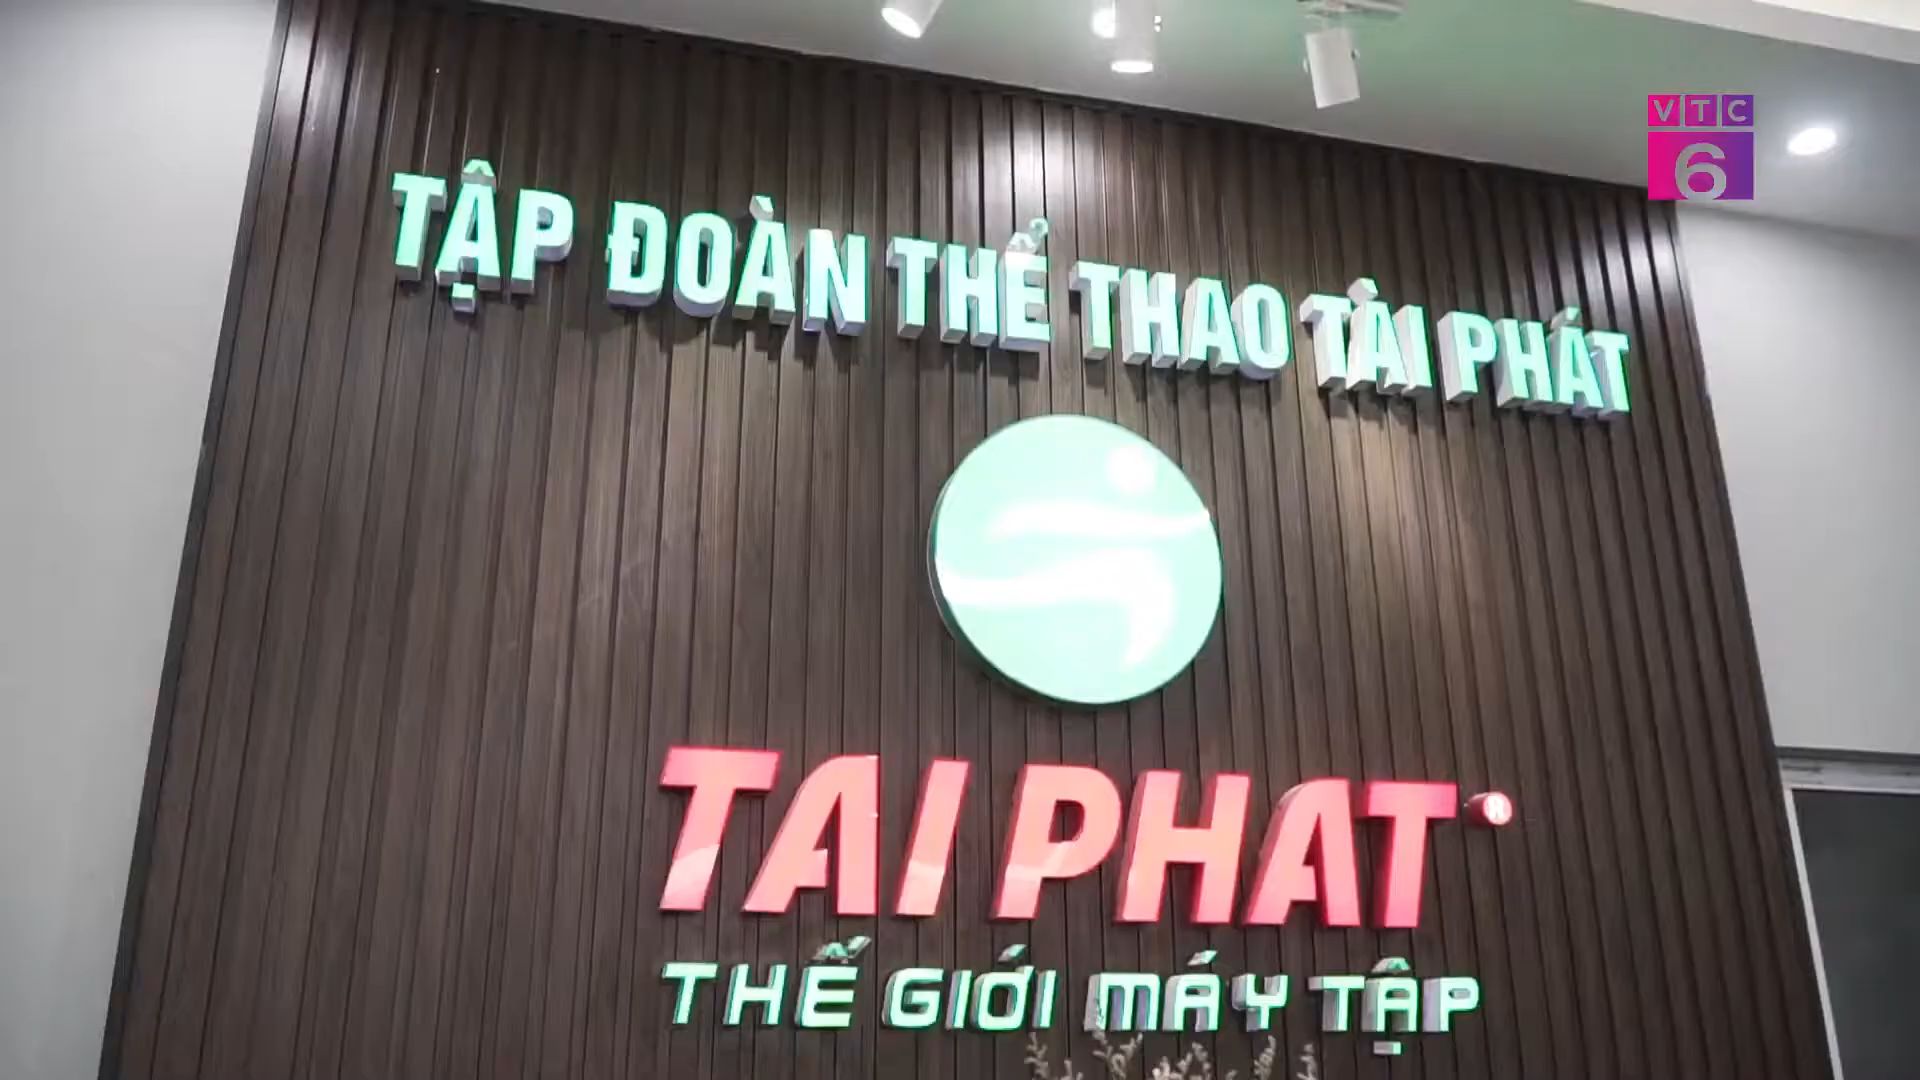 VTC
6
TẬP ĐOÀN THỂ THAO TÀI PHÁT
TAI PHAT ®
THẾ GIỚI MÁY TẬP